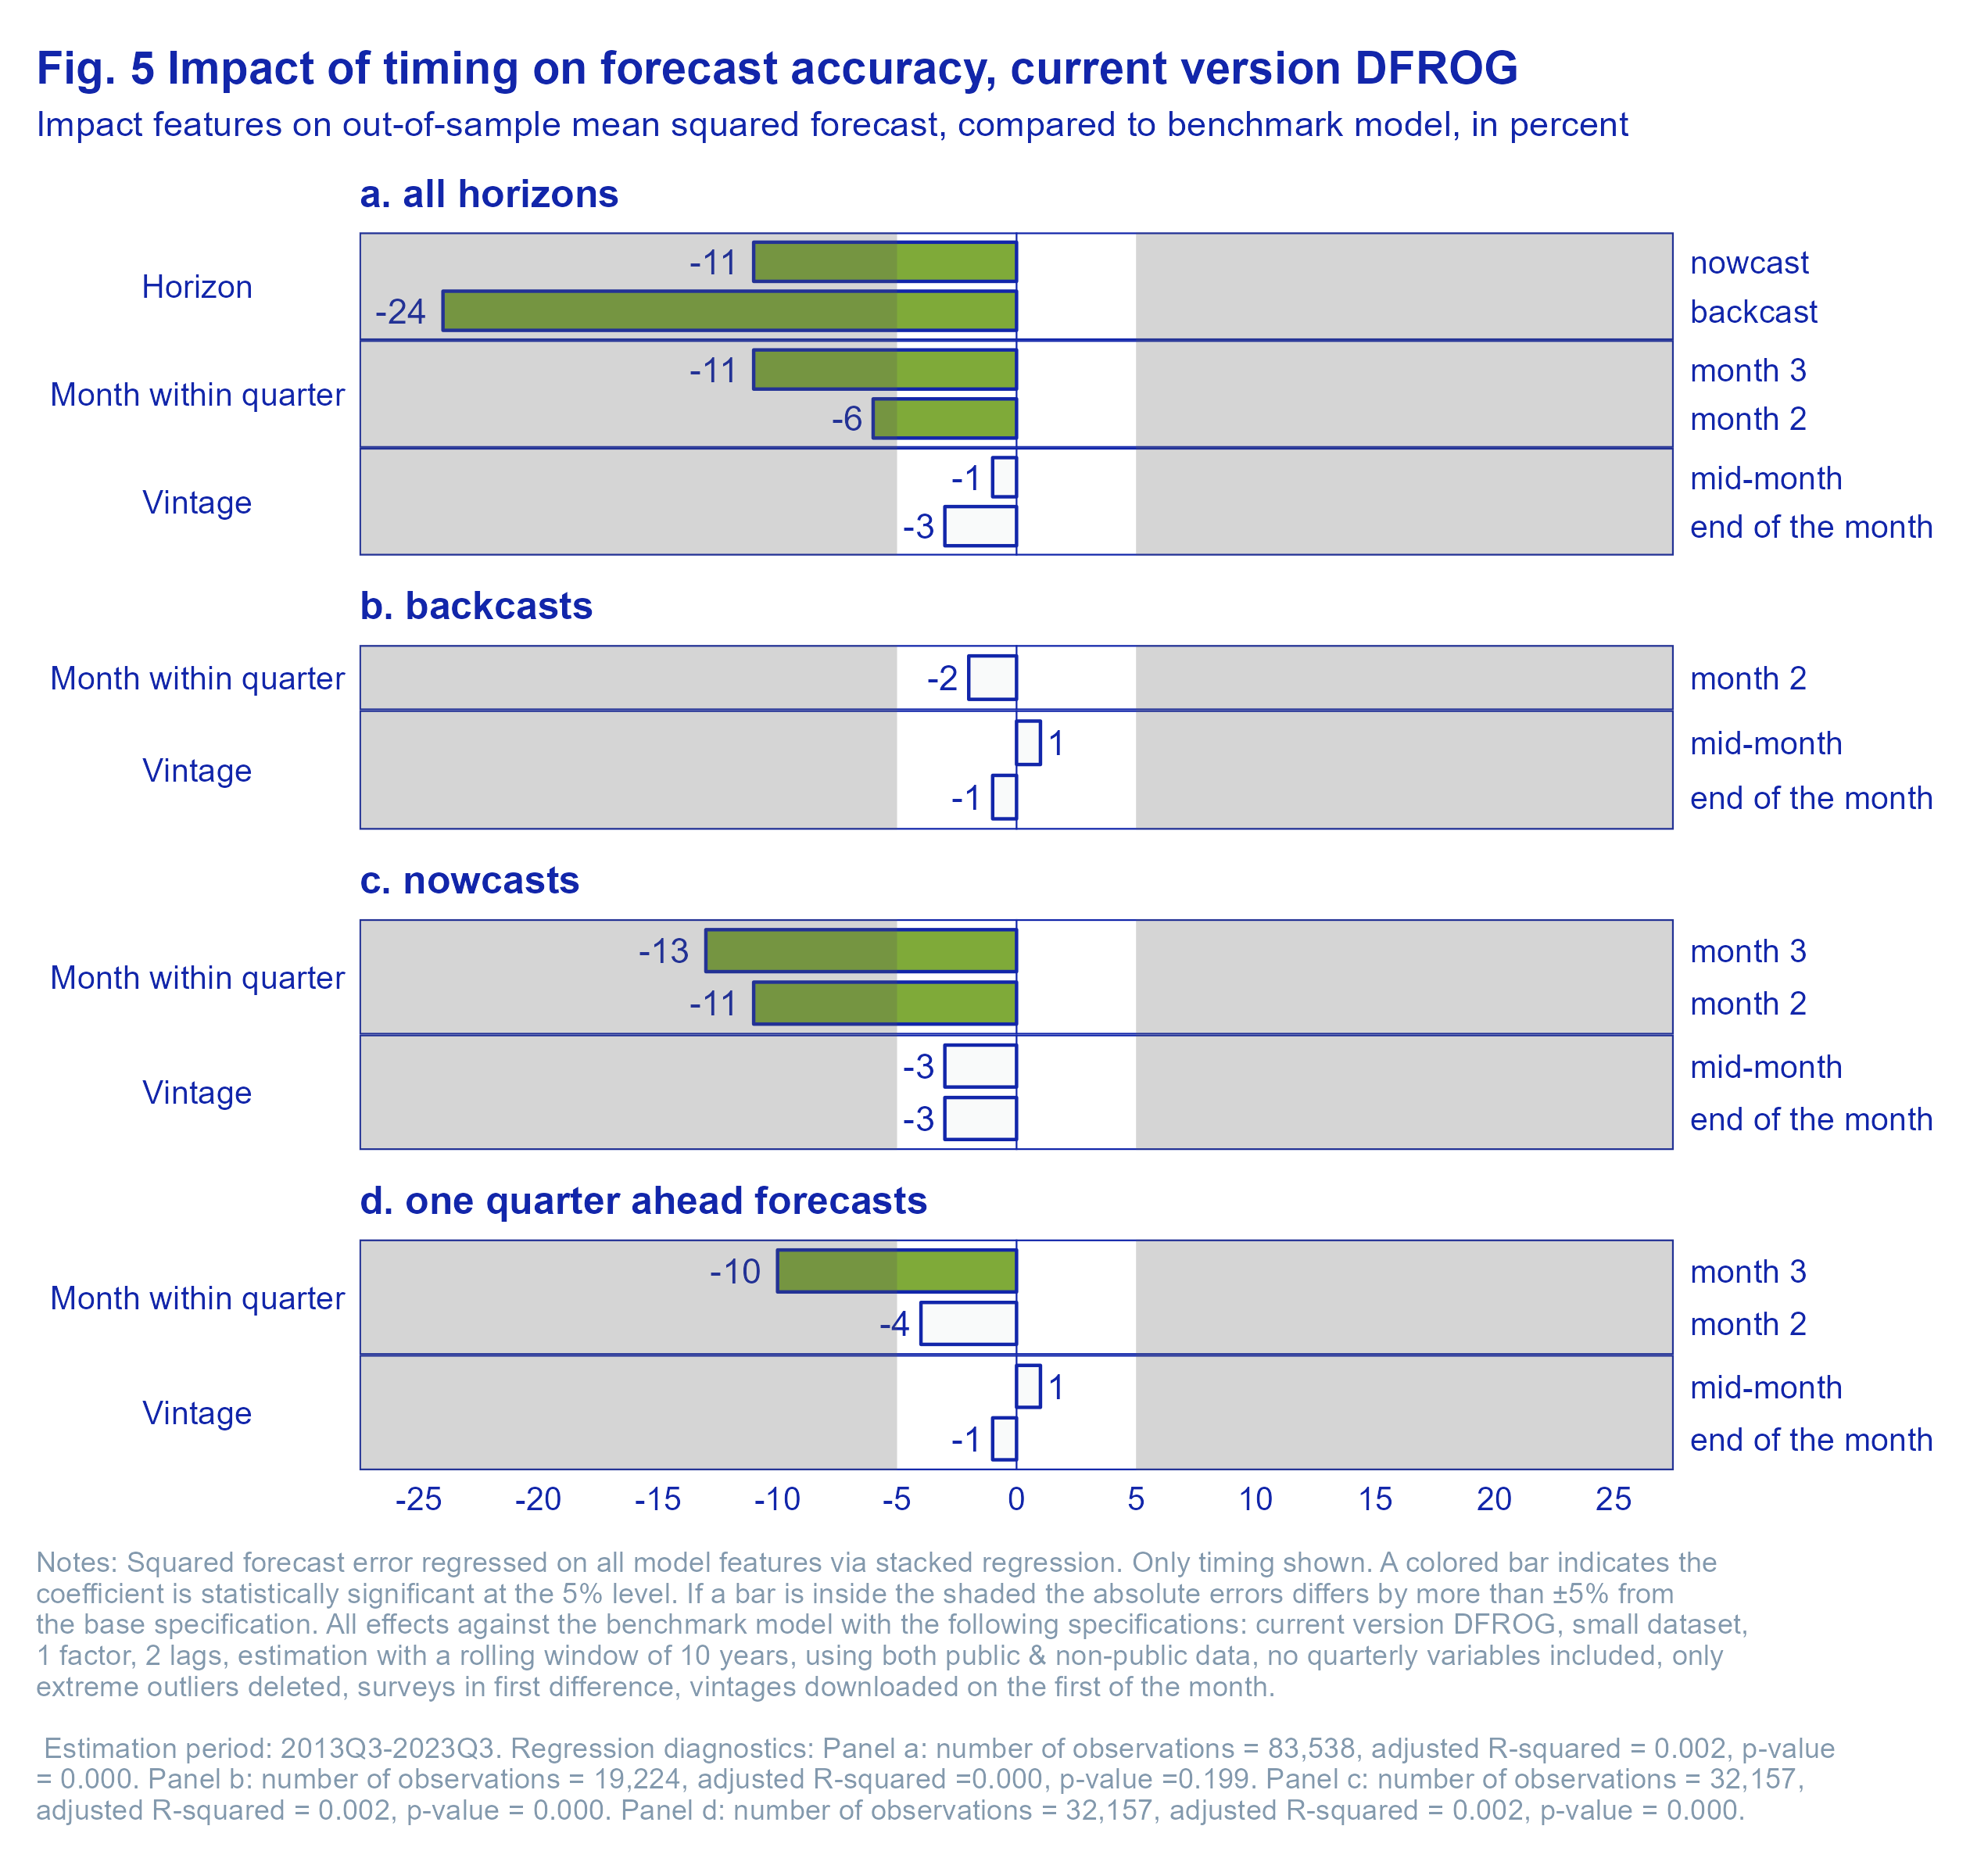 Fig. 5 Impact of timing on forecast accuracy, current version DFROG
Impact features on out-of-sample mean squared forecast, compared to benchmark model, in percent
a. all horizons
Horizon
-11
nowcast
-24
backcast
Month within quarter
-11
month 3
-6
month 2
Vintage
-1
mid-month
-3
end of the month
b. backcasts
Month within quarter
-2
month 2
Vintage
1
mid-month
-1
end of the month
c. nowcasts
Month within quarter
-13
month 3
-11
month 2
Vintage
-3
mid-month
-3
end of the month
d. one quarter ahead forecasts
Month within quarter
-10
month 3
-4
month 2
Vintage
1
mid-month
-1
end of the month
-25 -20 -15 -10 -5 0 5 10 15 20 25
Notes: Squared forecast error regressed on all model features via stacked regression. Only timing shown. A colored bar indicates the
coefficient is statistically significant at the 5% level. If a bar is inside the shaded the absolute errors differs by more than ±5% from
the base specification. All effects against the benchmark model with the following specifications: current version DFROG, small dataset,
1 factor, 2 lags, estimation with a rolling window of 10 years, using both public & non-public data, no quarterly variables included, only
extreme outliers deleted, surveys in first difference, vintages downloaded on the first of the month.
Estimation period: 2013Q3-2023Q3. Regression diagnostics: Panel a: number of observations = 83,538, adjusted R-squared = 0.002, p-value
= 0.000. Panel b: number of observations = 19,224, adjusted R-squared =0.000, p-value =0.199. Panel c: number of observations = 32,157,
adjusted R-squared = 0.002, p-value = 0.000. Panel d: number of observations = 32,157, adjusted R-squared = 0.002, p-value = 0.000.